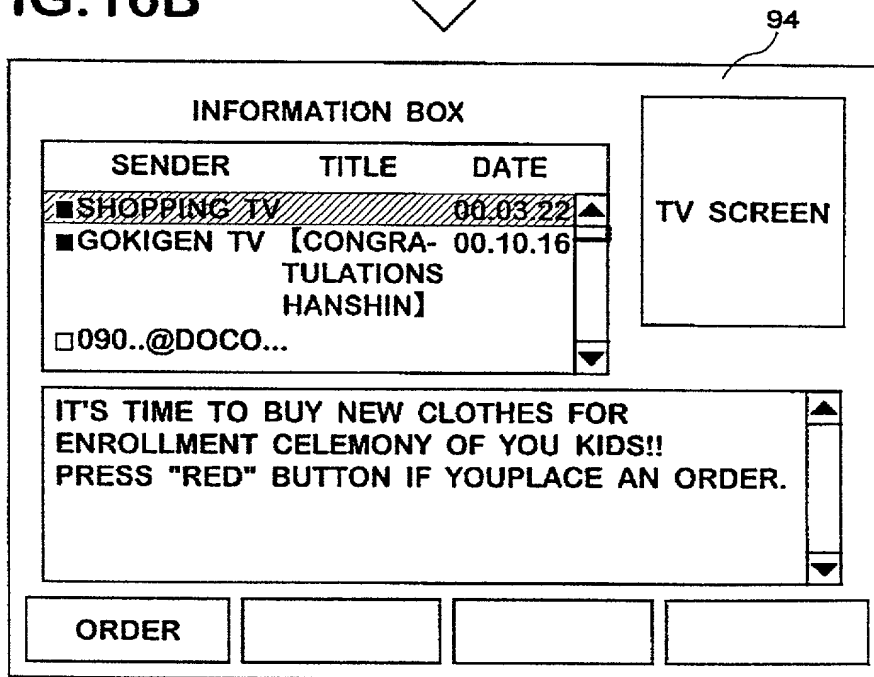 IG. 16B
94
INFORMATION BOX
SENDER TITLE DATE
■SHOPPING TV 00.03.22
■GOKIGEN TV 【CONGRA- 00.10.16
TULATIONS
HANSHIN】
□090..@DOCO...
TV SCREEN
IT'S TIME TO BUY NEW CLOTHES FOR
ENROLLMENT CELEMONY OF YOU KIDS!!
PRESS "RED" BUTTON IF YOUPLACE AN ORDER.
ORDER